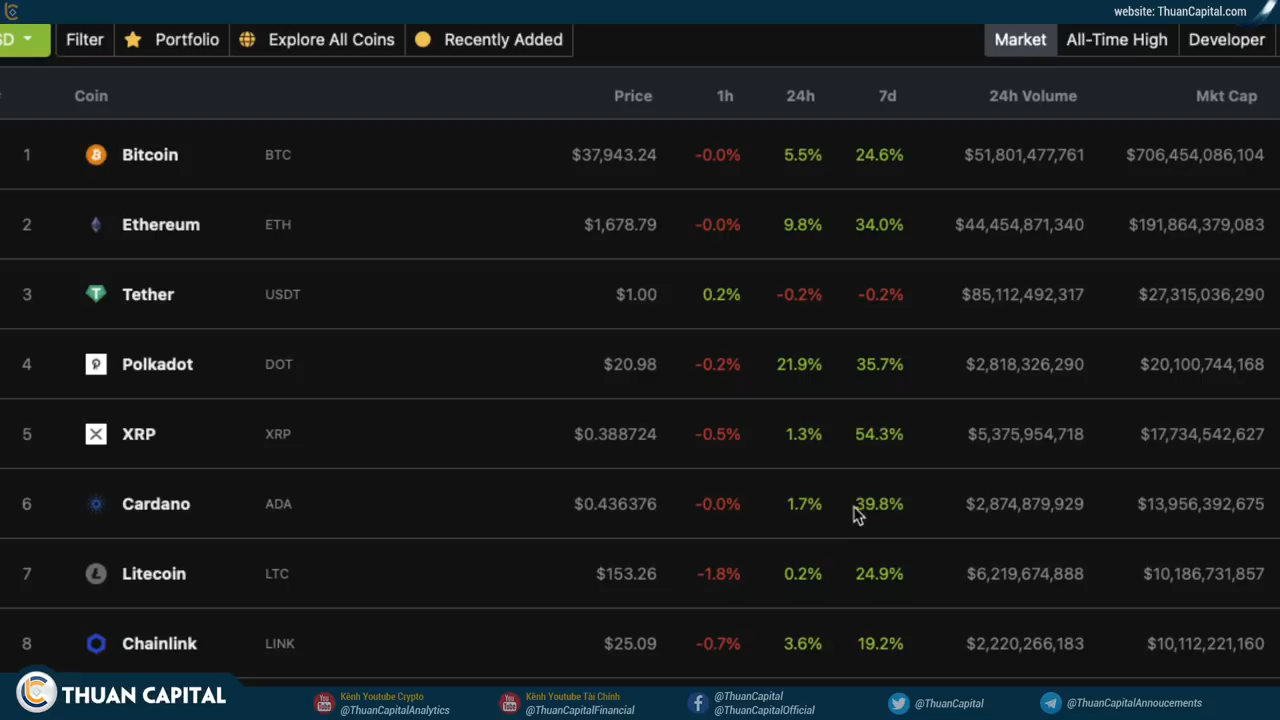 website: ThuanCapital.com
SD Filter Portfolio Explore All Coins Recently Added Market All-Time High Developer
Coin Price 1h 24h 7d 24h Volume Mkt Cap
1 Bitcoin BTC $37,943.24 -0.0% 5.5% 24.6% $51,801,477,761 $706,454,086,104
2 Ethereum ETH $1,678.79 -0.0% 9.8% 34.0% $44,454,871,340 $191,864,379,083
3 Tether USDT $1.00 0.2% -0.2% -0.2% $85,112,492,317 $27,315,036,290
4 Polkadot DOT $20.98 -0.2% 21.9% 35.7% $2,818,326,290 $20,100,744,168
5 XRP XRP $0.388724 -0.5% 1.3% 54.3% $5,375,954,718 $17,734,542,627
6 Cardano ADA $0.436376 -0.0% 1.7% 39.8% $2,874,879,929 $13,956,392,675
7 Litecoin LTC $153.26 -1.8% 0.2% 24.9% $6,219,674,888 $10,186,731,857
8 Chainlink LINK $25.09 -0.7% 3.6% 19.2% $2,220,266,183 $10,112,221,160
THUAN CAPITAL
Kênh Youtube Crypto
@ThuanCapitalAnalytics
Kênh Youtube Tài Chính
@ThuanCapitalFinancial
@ThuanCapital
@ThuanCapitalOfficial
@ThuanCapital
@ThuanCapitalAnnoucements